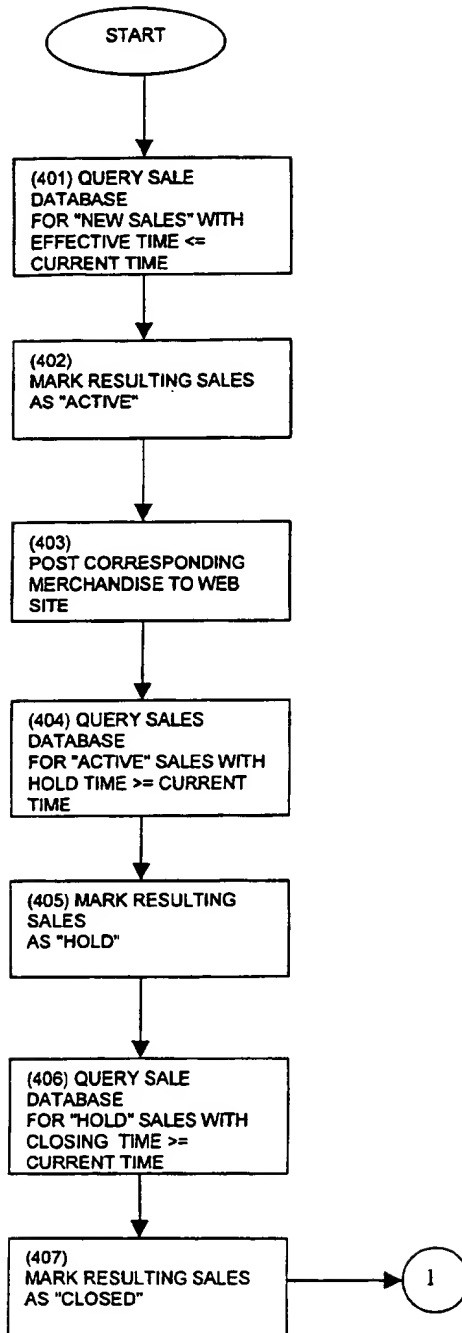 START
(401) QUERY SALE
DATABASE
FOR "NEW SALES" WITH
EFFECTIVE TIME <=
CURRENT TIME
(402)
MARK RESULTING SALES
AS "ACTIVE"
(403)
POST CORRESPONDING
MERCHANDISE TO WEB
SITE
(404) QUERY SALES
DATABASE
FOR "ACTIVE" SALES WITH
HOLD TIME >= CURRENT
TIME
(405) MARK RESULTING
SALES
AS "HOLD"
(406) QUERY SALE
DATABASE
FOR "HOLD" SALES WITH
CLOSING TIME >=
CURRENT TIME
(407)
MARK RESULTING SALES
AS "CLOSED"
1